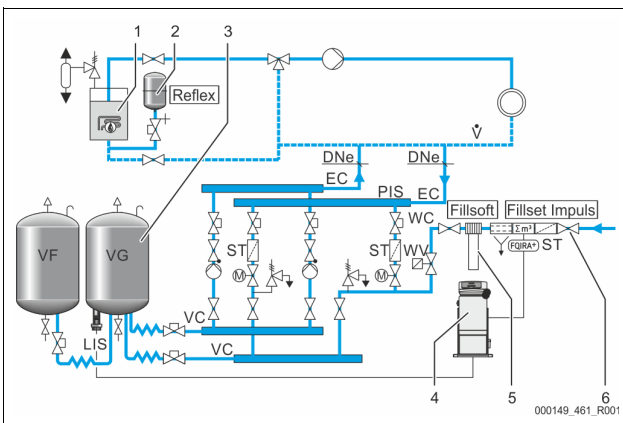 1
2
3
Reflex
V̇
DNe
DNe
EC
PIS
EC
WC
Fillsoft
Fillset Impuls
Σm³
FQIRA+
ST
ST
ST
WV
M
M
VF
VG
VC
LIS
VC
4
5
6
000149_461_R001